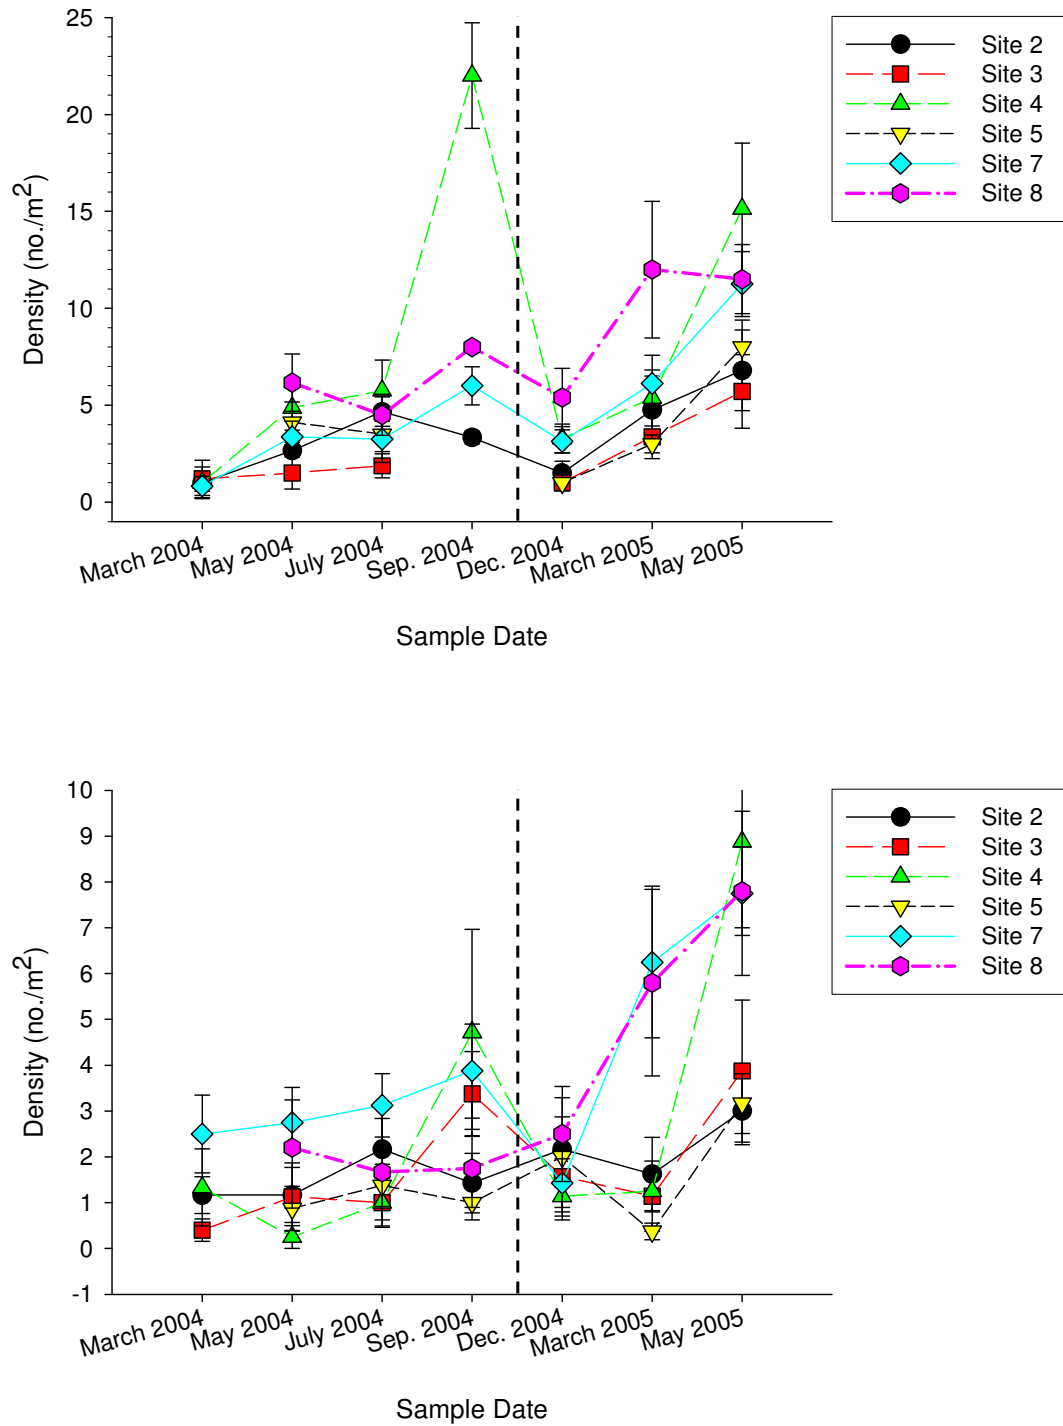 25
20
15
10
5
0
Density (no./m2)
March 2004
May 2004
July 2004
Sep. 2004
Dec. 2004
March 2005
May 2005
Sample Date
Site 2
Site 3
Site 4
Site 5
Site 7
Site 8
10
9
8
7
6
5
4
3
2
1
0
-1
Density (no./m2)
March 2004
May 2004
July 2004
Sep. 2004
Dec. 2004
March 2005
May 2005
Sample Date
Site 2
Site 3
Site 4
Site 5
Site 7
Site 8